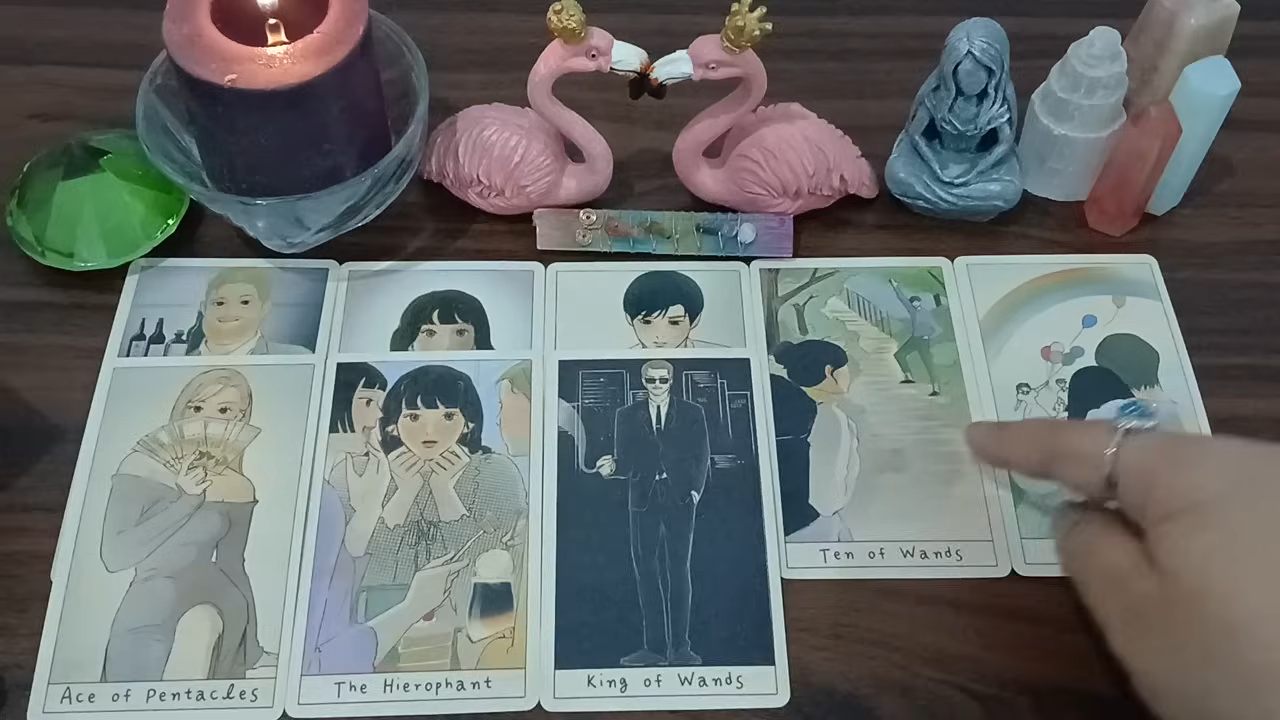 Ten of Wands
Ace of Pentacles
The Hierophant
King of Wands